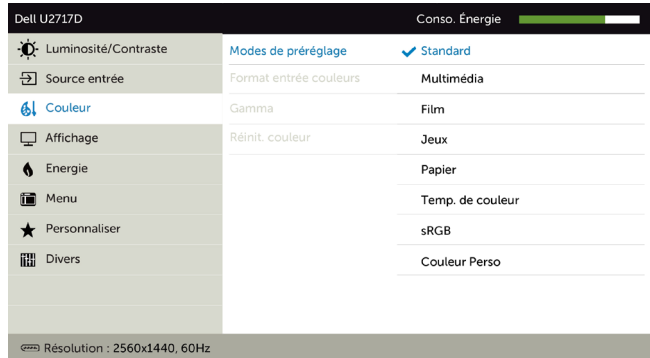 Dell U2717D Conso. Énergie
Luminosité/Contraste Modes de préréglage Standard
Source entrée Format entrée couleurs Multimédia
Couleur Gamma Film
Affichage Réinit. couleur Jeux
Energie Papier
Menu Temp. de couleur
Personnaliser sRGB
Divers Couleur Perso
Résolution : 2560x1440, 60Hz